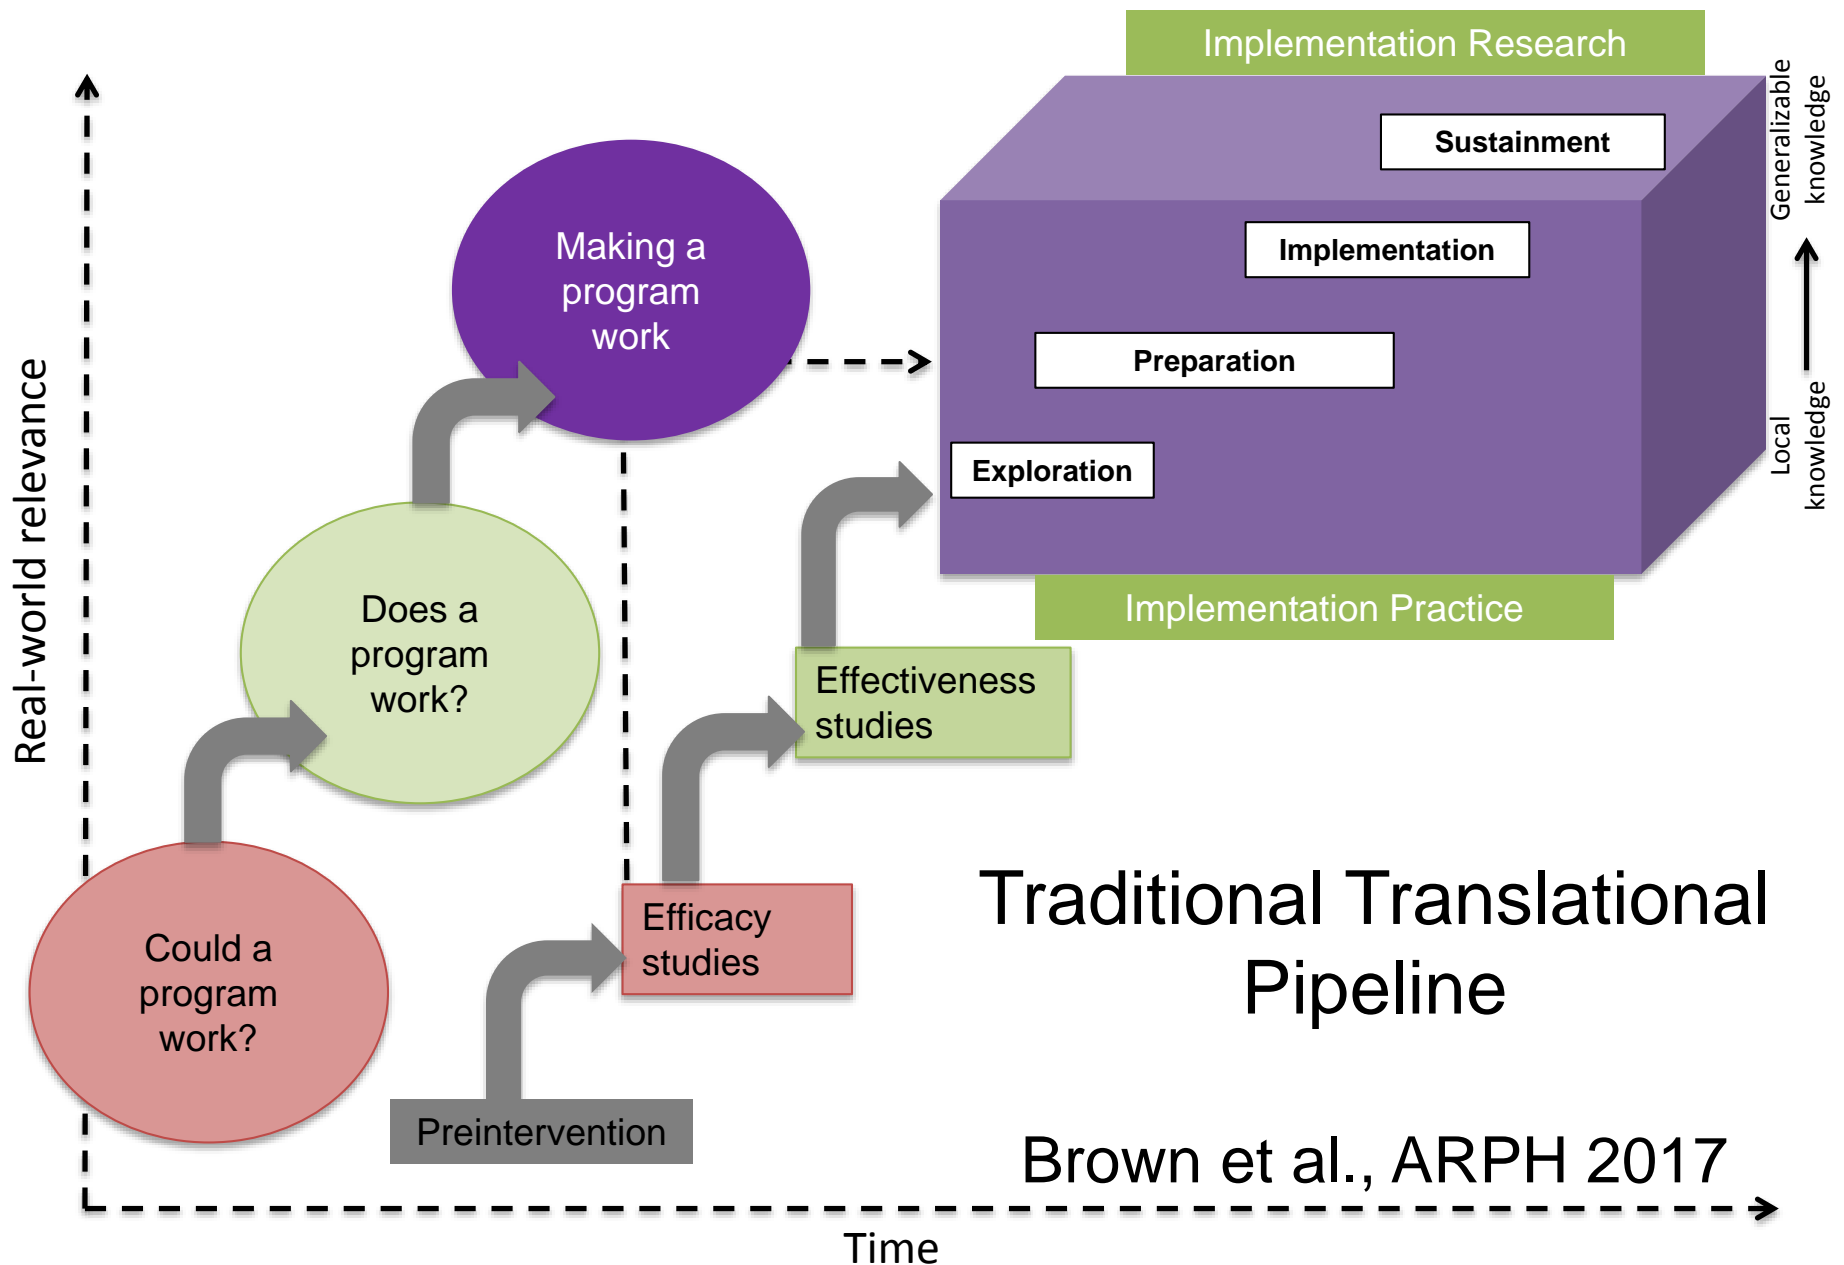 Implementation Research
Generalizable
knowledge
Sustainment
Making a
program
work
Implementation
Preparation
Real-world relevance
Local
knowledge
Exploration
Does a
program
work?
Implementation Practice
Effectiveness
studies
Could a
program
work?
Efficacy
studies
Traditional Translational
Pipeline
Preintervention
Brown et al., ARPH 2017
Time